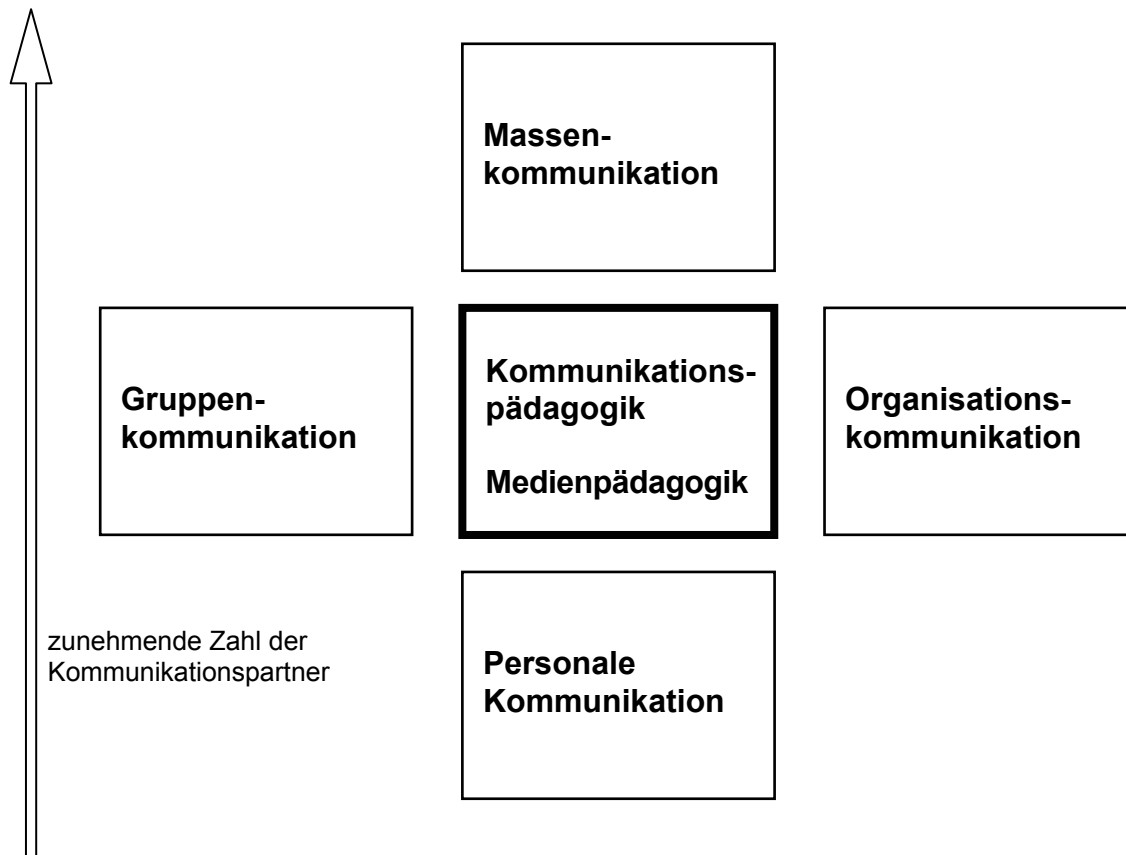 Massen-
kommunikation
Gruppen-
kommunikation
Kommunikations-
pädagogik
Medienpädagogik
Organisations-
kommunikation
zunehmende Zahl der
Kommunikationspartner
Personale
Kommunikation